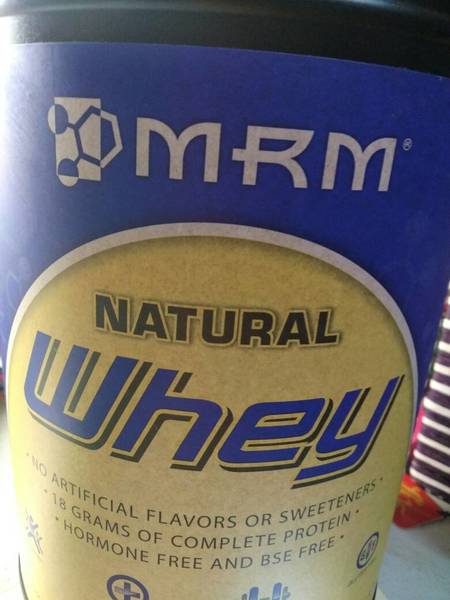 MRM®
NATURAL
Whey
• NO ARTIFICIAL FLAVORS OR SWEETENERS •
• 18 GRAMS OF COMPLETE PROTEIN •
• HORMONE FREE AND BSE FREE •